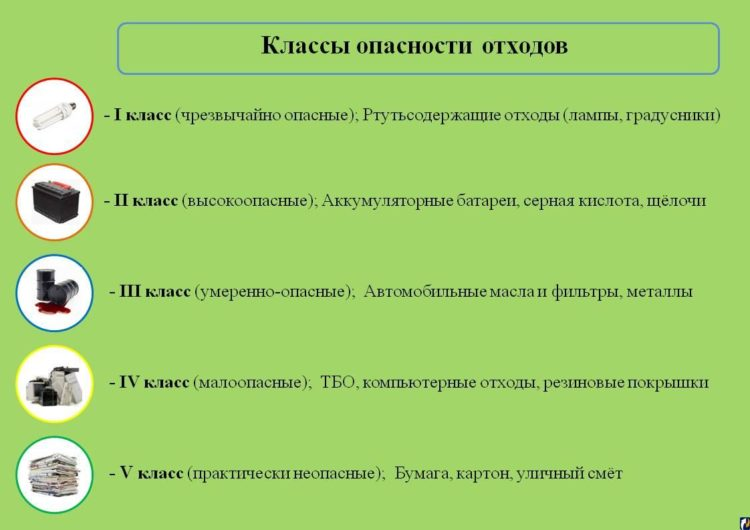 Классы опасности отходов
- I класс (чрезвычайно опасные); Ртутьсодержащие отходы (лампы, градусники)
- II класс (высокоопасные); Аккумуляторные батареи, серная кислота, щёлочи
- III класс (умеренно-опасные); Автомобильные масла и фильтры, металлы
- IV класс (малоопасные); ТБО, компьютерные отходы, резиновые покрышки
- V класс (практически неопасные); Бумага, картон, уличный смёт